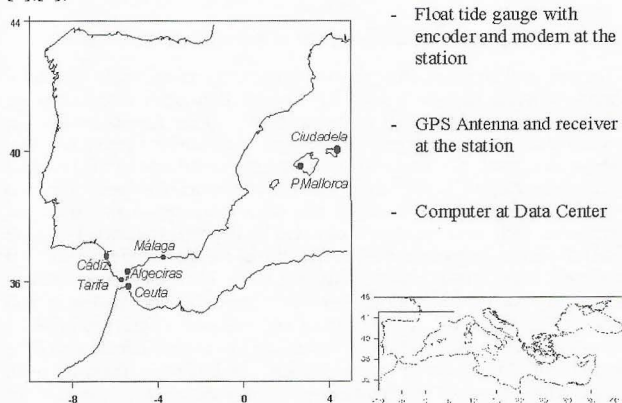 44
40
36
-8
-4
0
4
Ciudadela
P.Mallorca
Málaga
Cádiz
Algeciras
Tarifa
Ceuta
- Float tide gauge with
encoder and modem at the
station
- GPS Antenna and receiver
at the station
- Computer at Data Center